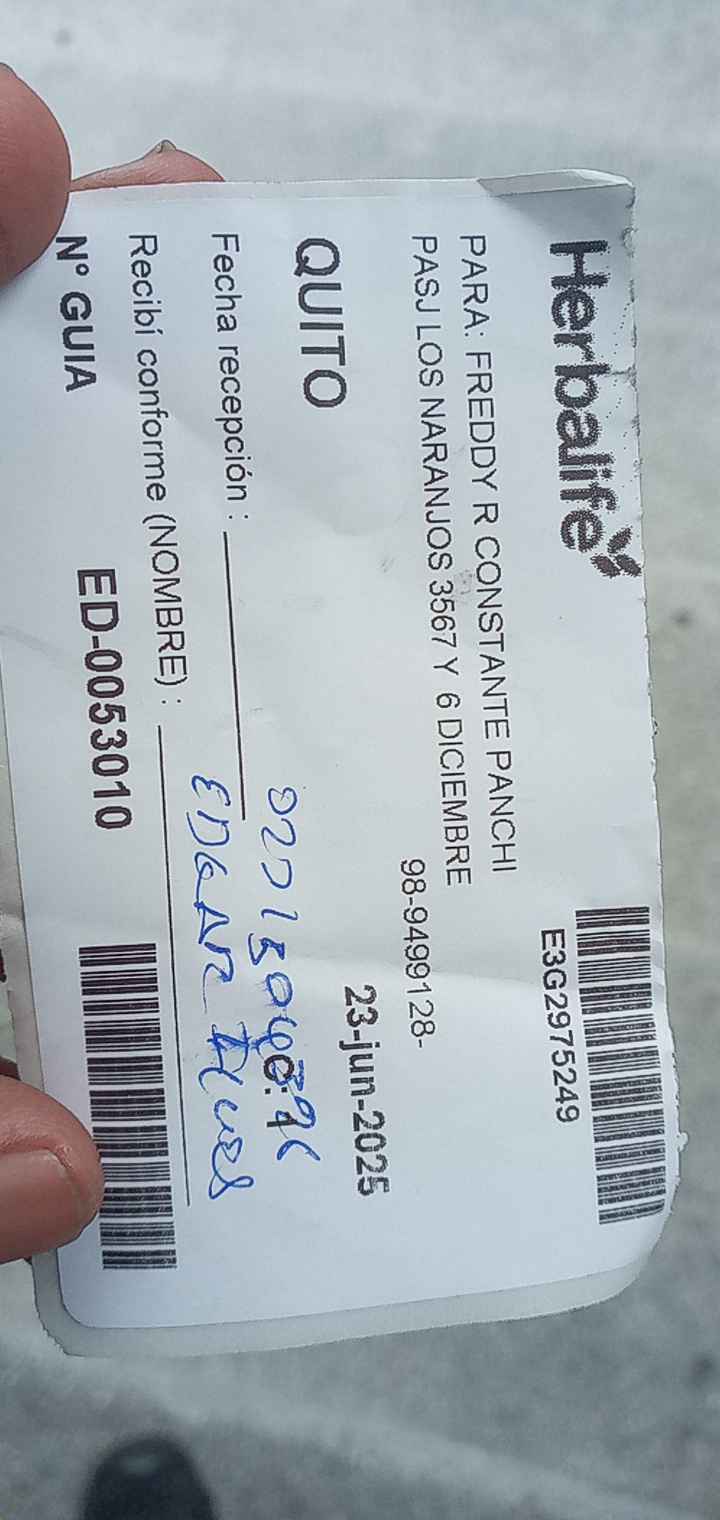 Herbalife
E3G2975249
PARA: FREDDY R CONSTANTE PANCHI
PASJ LOS NARANJOS 3567 Y 6 DICIEMBRE
98-9499128-
QUITO
23-jun-2025
Fecha recepción :
Recibí conforme (NOMBRE) :
EDGAR
N° GUIA
ED-0053010